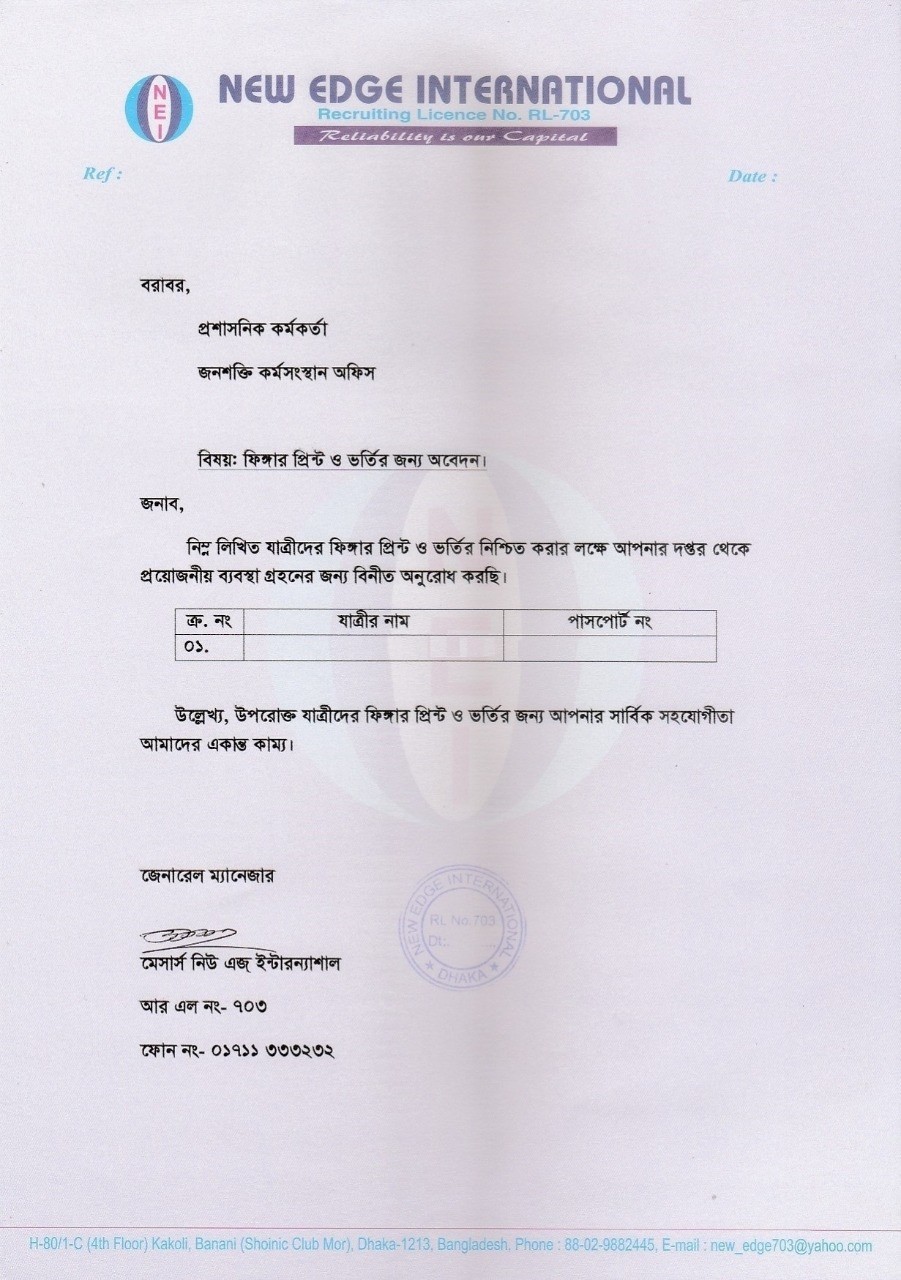 NEI
NEW EDGE INTERNATIONAL
Recruiting Licence No. RL-703
Reliability is our Capital
Ref :
Date :
বরাবর,
প্রশাসনিক কর্মকর্তা
জনশক্তি কর্মসংস্থান অফিস
বিষয়: ফিঙ্গার প্রিন্ট ও ভর্তির জন্য অবেদন।
জনাব,
নিম্ন লিখিত যাত্রীদের ফিঙ্গার প্রিন্ট ও ভর্তির নিশ্চিত করার লক্ষে আপনার দপ্তর থেকে
প্রয়োজনীয় ব্যবস্থা গ্রহনের জন্য বিনীত অনুরোধ করছি।
ক্র. নং যাত্রীর নাম পাসপোর্ট নং
০১.
উল্লেখ্য, উপরোক্ত যাত্রীদের ফিঙ্গার প্রিন্ট ও ভর্তির জন্য আপনার সার্বিক সহযোগীতা
আমাদের একান্ত কাম্য।
জেনারেল ম্যানেজার
মেসার্স নিউ এজ্ ইন্টারন্যাশাল
আর এল নং- ৭০৩
ফোন নং- ০১৭১১ ৩৩৩২৩২
NEW EDGE INTERNATIONAL
RL No. 703
Dt:.
★ DHAKA ★
H-80/1-C (4th Floor) Kakoli, Banani (Shoinic Club Mor), Dhaka-1213, Bangladesh. Phone : 88-02-9882445, E-mail : new_edge703@yahoo.com